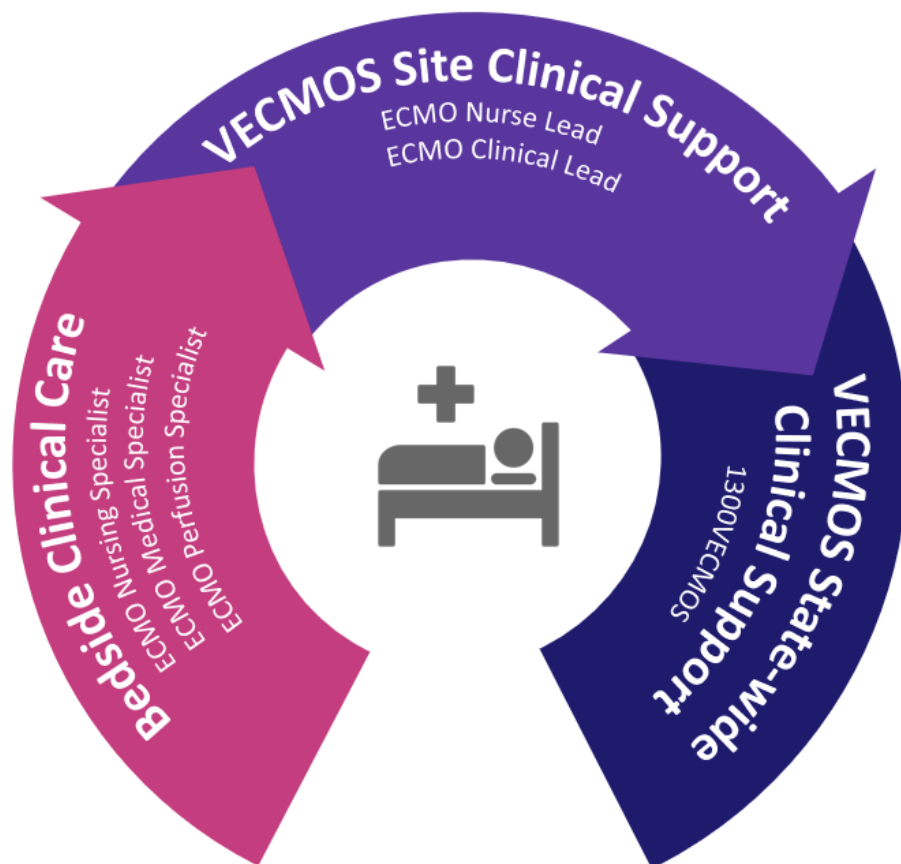 Bedside Clinical Care
ECMO Nursing Specialist
ECMO Medical Specialist
ECMO Perfusion Specialist
VECMOS Site Clinical Support
ECMO Nurse Lead
ECMO Clinical Lead
VECMOS State-wide
Clinical Support
1300VECMOS